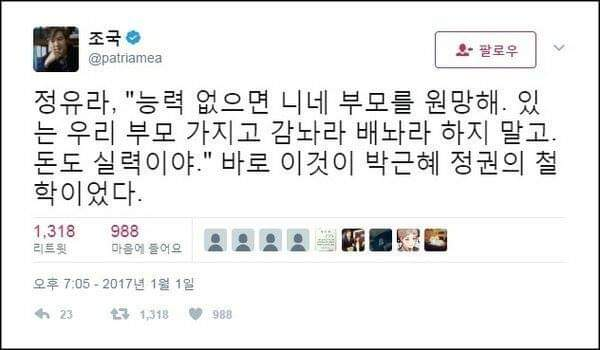 조국
@patriamea
팔로우
정유라, "능력 없으면 니네 부모를 원망해. 있
는 우리 부모 가지고 감놔라 배놔라 하지 말고.
돈도 실력이야." 바로 이것이 박근혜 정권의 철
학이었다.
1,318 988
리트윗 마음에 들어요
오후 7:05 - 2017년 1월 1일
23 1,318 988